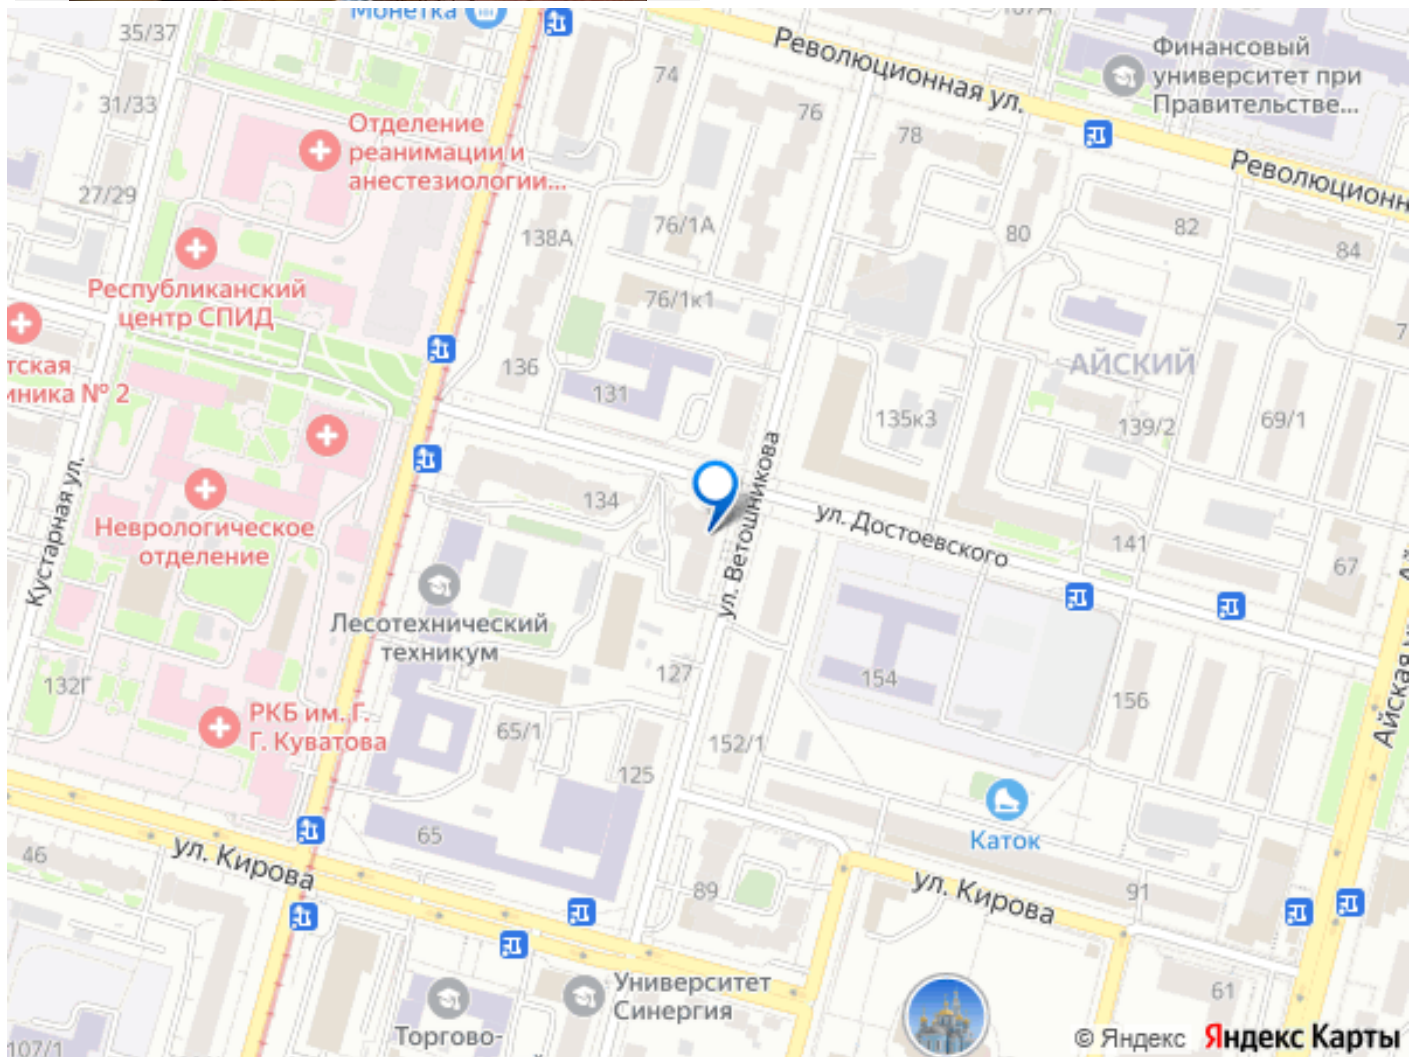 Монетка
35/37
Революционная ул.
Финансовый
университет при
Правительстве...
74
31/33
76
78
Отделение
реанимации и
анестезиологии...
Революционн
27/29
138А
76/1А
80
82
84
Республиканский
центр СПИД
76/1к1
тская
иника № 2
136
131
АЙСКИЙ
135к3
139/2
69/1
Кустарная ул.
134
ул. Ветошникова
ул. Достоевского
Неврологическое
отделение
141
67
Лесотехнический
техникум
132Г
127
154
156
Айская ул.
РКБ им. Г.
Г. Куватова
65/1
152/1
125
Каток
65
46
ул. Кирова
89
ул. Кирова
91
Университет
Синергия
61
Торгово-
107/1
© Яндекс Яндекс Карты